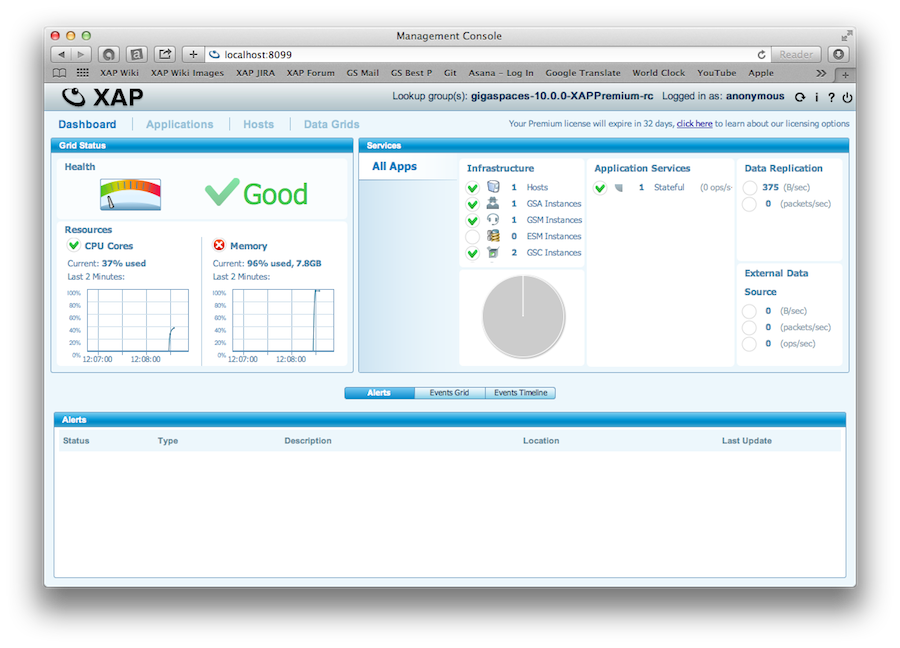 Management Console
localhost:8099
Reader
XAP Wiki XAP Wiki Images XAP JIRA XAP Forum GS Mail GS Best P Git Asana - Log In Google Translate World Clock YouTube Apple
XAP
Lookup group(s): gigaspaces-10.0.0-XAPPremium-rc Logged in as: anonymous
Dashboard Applications Hosts Data Grids
Your Premium license will expire in 32 days, click here to learn about our licensing options
Grid Status
Health
Good
Resources
CPU Cores
Current: 37% used
Last 2 Minutes:
100%
80%
60%
40%
20%
0%
12:07:00 12:08:00
Memory
Current: 96% used, 7.8GB
Last 2 Minutes:
100%
80%
60%
40%
20%
0%
12:07:00 12:08:00
Services
All Apps
Infrastructure
1 Hosts
1 GSA Instances
1 GSM Instances
0 ESM Instances
2 GSC Instances
Application Services
1 Stateful (0 ops/s
Data Replication
375 (B/sec)
0 (packets/sec)
External Data
Source
0 (B/sec)
0 (packets/sec)
0 (ops/sec)
Alerts Events Grid Events Timeline
Alerts
Status Type Description Location Last Update